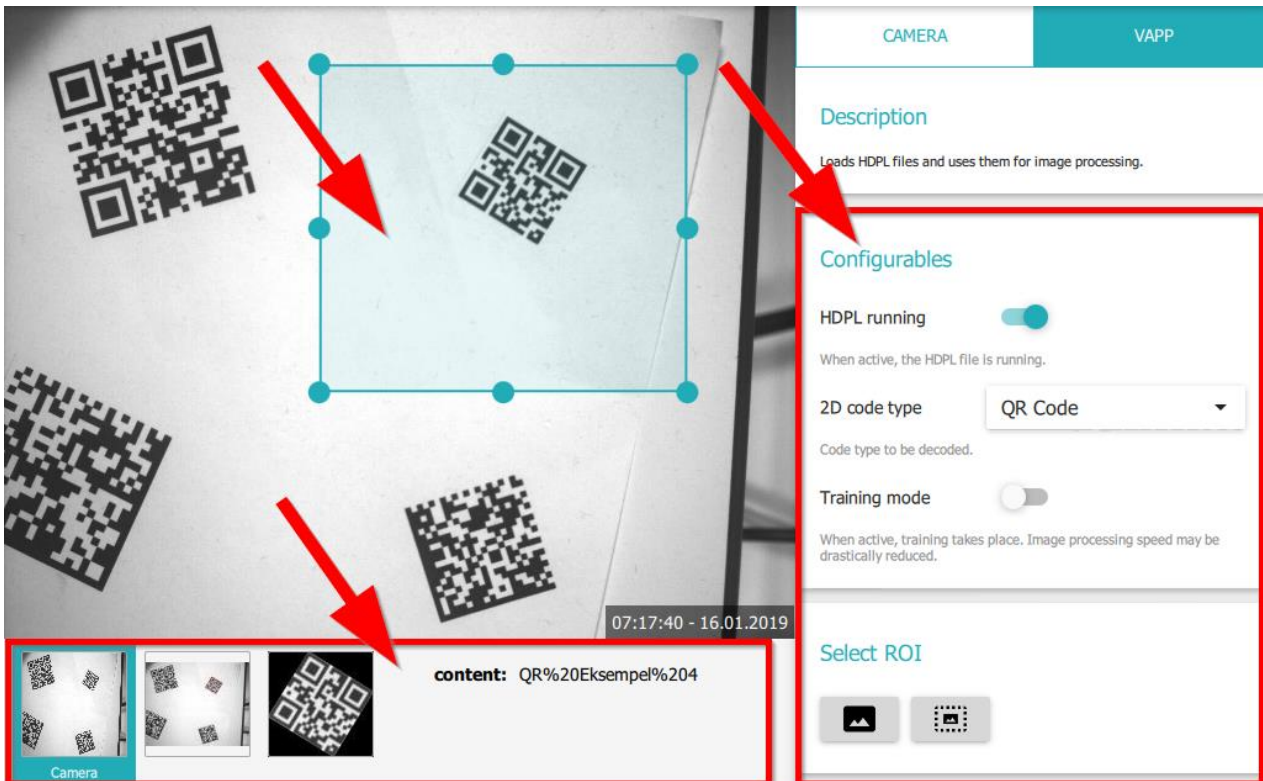 CAMERA
VAPP
Description
Loads HDPL files and uses them for image processing.
Configurables
HDPL running
When active, the HDPL file is running.
2D code type
QR Code
Code type to be decoded.
Training mode
When active, training takes place. Image processing speed may be
drastically reduced.
07:17:40 - 16.01.2019
Select ROI
content: QR%20Eksempel%204
Camera